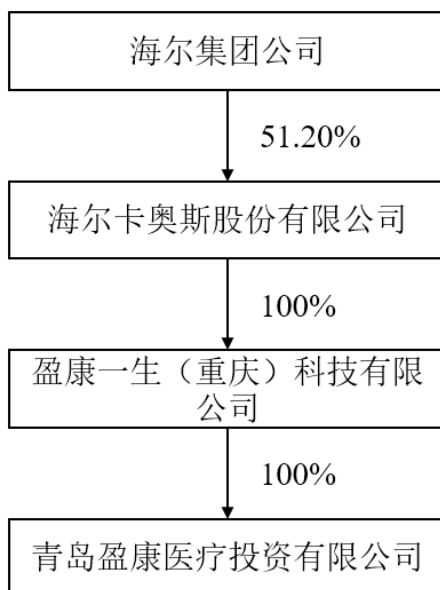 海尔集团公司
51.20%
海尔卡奥斯股份有限公司
100%
盈康一生（重庆）科技有限
公司
100%
青岛盈康医疗投资有限公司